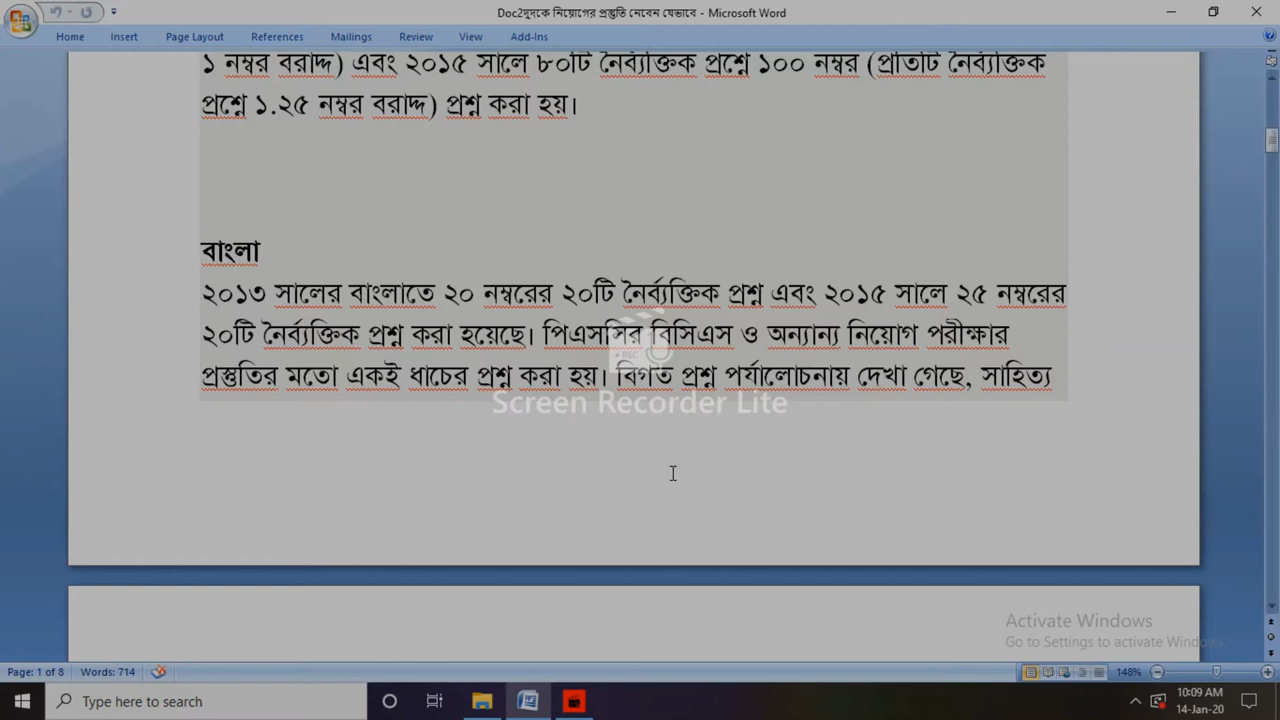 Doc2দুদকে নিয়োগের প্রস্তুতি নেবেন যেভাবে - Microsoft Word
Home Insert Page Layout References Mailings Review View Add-Ins
১ নম্বর বরাদ্দ) এবং ২০১৫ সালে ৮০টি নৈর্ব্যক্তিক প্রশ্নে ১০০ নম্বর (প্রতিটি নৈর্ব্যক্তিক
প্রশ্নে ১.২৫ নম্বর বরাদ্দ) প্রশ্ন করা হয়।
বাংলা
২০১৩ সালের বাংলাতে ২০ নম্বরের ২০টি নৈর্ব্যক্তিক প্রশ্ন এবং ২০১৫ সালে ২৫ নম্বরের
২০টি নৈর্ব্যক্তিক প্রশ্ন করা হয়েছে। পিএসসির বিসিএস ও অন্যান্য নিয়োগ পরীক্ষার
প্রস্তুতির মতো একই ধাচের প্রশ্ন করা হয়। বিগত প্রশ্ন পর্যালোচনায় দেখা গেছে, সাহিত্য
REC
Screen Recorder Lite
Activate Windows
Go to Settings to activate Windows.
Page: 1 of 8 Words: 714 148%
Type here to search
10:09 AM
14-Jan-20